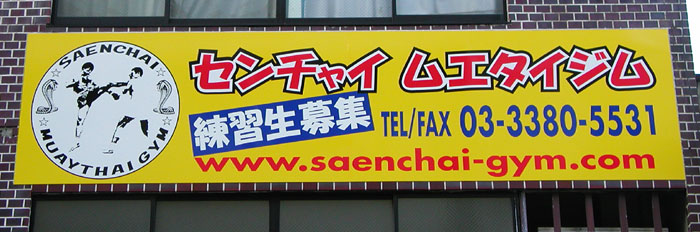 SAENCHAI
MUAYTHAI GYM
センチャイ ムエタイジム
練習生募集 TEL/FAX 03-3380-5531
www.saenchai-gym.com